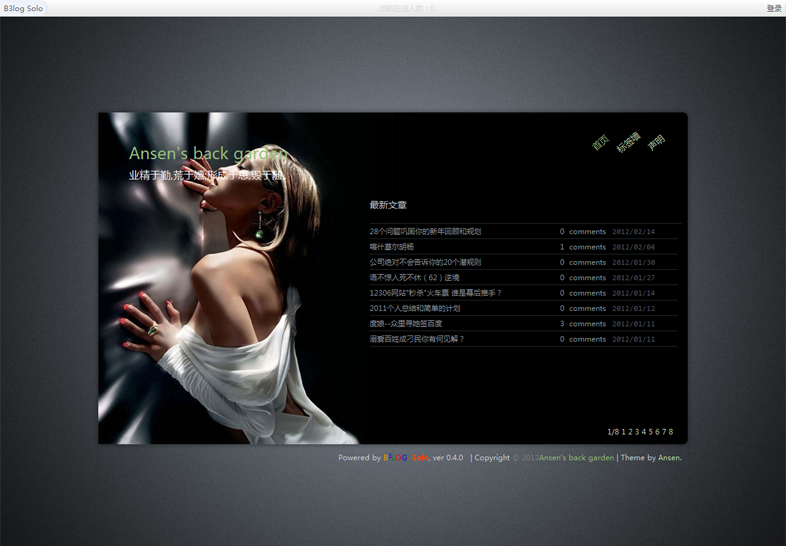 B3log Solo
当前在线人数：0
登录
Ansen's back garden
业精于勤,荒于嬉;形成于思,毁于随。
首页
标签墙
声明
最新文章
28个问题巩固你的新年回顾和规划 0 comments 2012/02/14
喀什葛尔胡杨 1 comments 2012/02/04
公司绝对不会告诉你的20个潜规则 0 comments 2012/01/30
语不惊人死不休（62）逆境 0 comments 2012/01/27
12306网站"秒杀"火车票 谁是幕后推手？ 0 comments 2012/01/14
2011个人总结和简单的计划 0 comments 2012/01/12
度娘--众里寻她签百度 3 comments 2012/01/11
溺爱百姓成刁民你有何见解？ 0 comments 2012/01/11
1/8 1 2 3 4 5 6 7 8
Powered by B3LOG Solo, ver 0.4.0 | Copyright © 2012Ansen's back garden | Theme by Ansen.